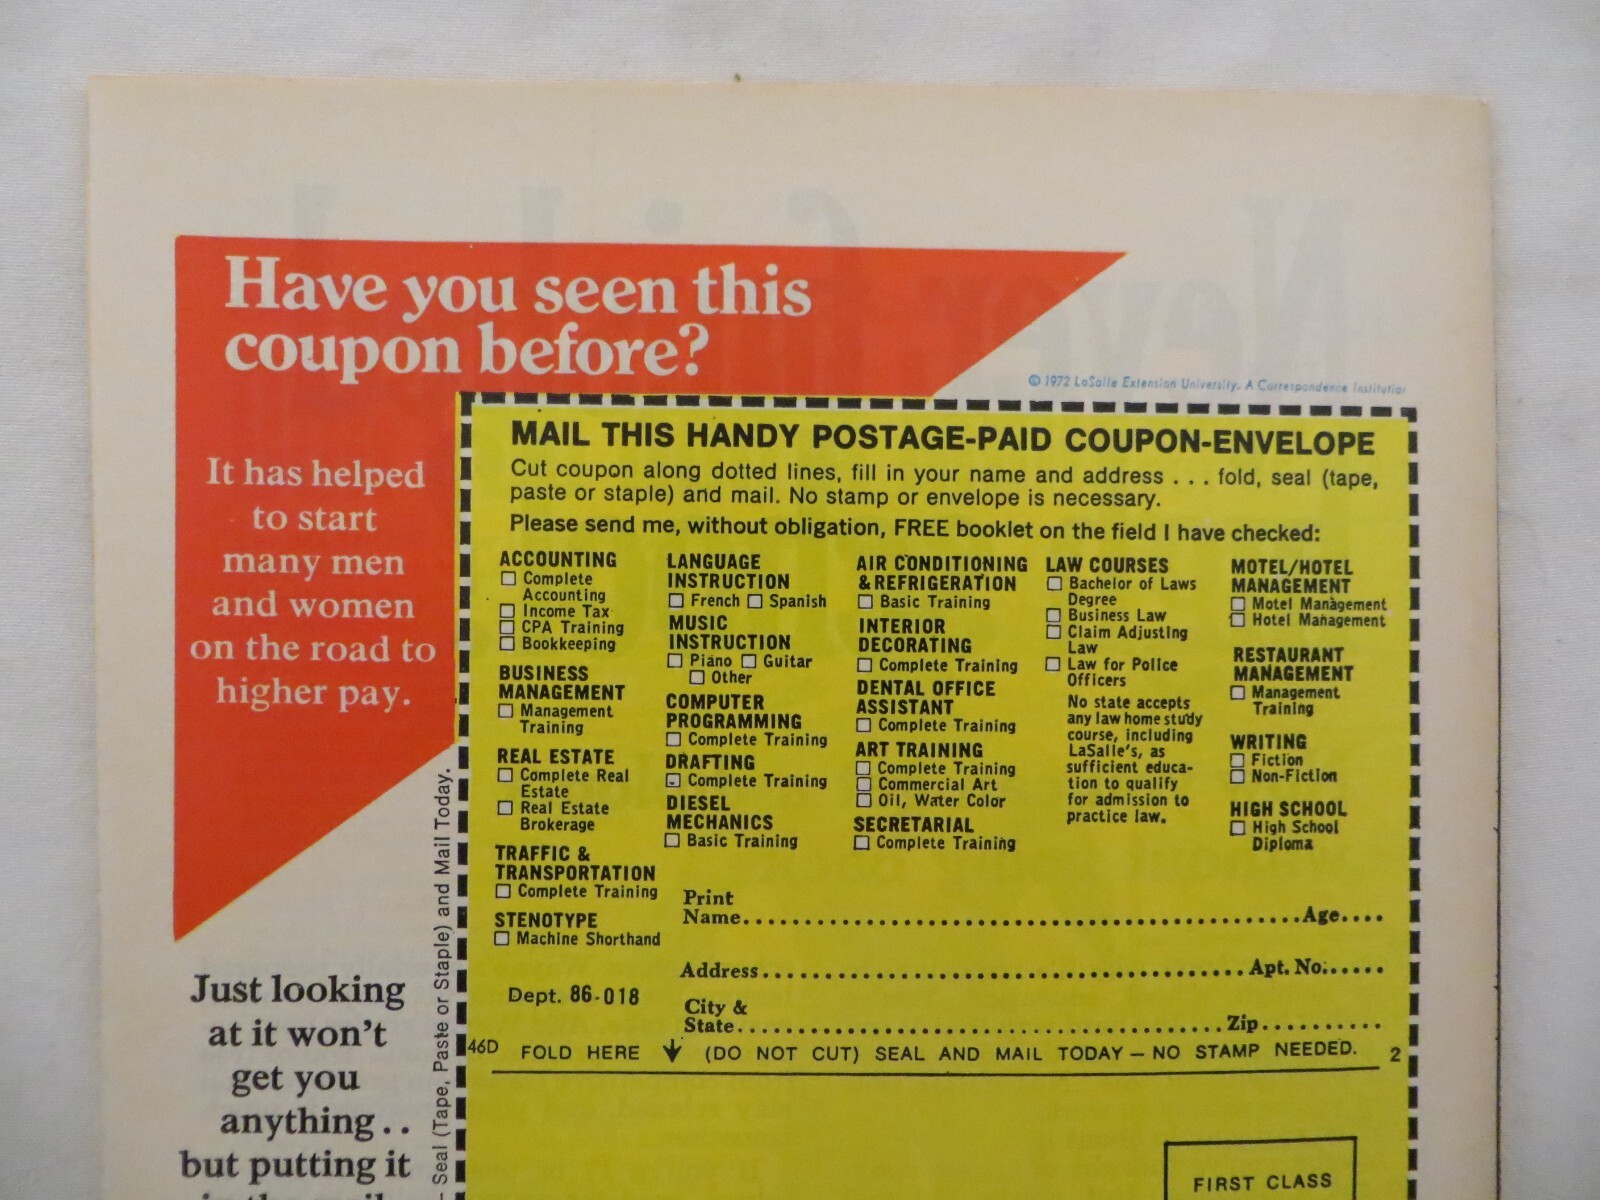 Have you seen this
coupon before?
© 1972 LaSalle Extension University. A Correspondence Institution
It has helped
to start
many men
and women
on the road to
higher pay.
Just looking
at it won't
get you
anything..
but putting it
Seal (Tape, Paste or Staple) and Mail Today.
MAIL THIS HANDY POSTAGE-PAID COUPON-ENVELOPE
Cut coupon along dotted lines, fill in your name and address . . . fold, seal (tape,
paste or staple) and mail. No stamp or envelope is necessary.
Please send me, without obligation, FREE booklet on the field I have checked:
ACCOUNTING
Complete
Accounting
Income Tax
CPA Training
Bookkeeping
BUSINESS
MANAGEMENT
Management
Training
REAL ESTATE
Complete Real
Estate
Real Estate
Brokerage
TRAFFIC &
TRANSPORTATION
Complete Training
STENOTYPE
Machine Shorthand
LANGUAGE
INSTRUCTION
French Spanish
MUSIC
INSTRUCTION
Piano Guitar
Other
COMPUTER
PROGRAMMING
Complete Training
DRAFTING
Complete Training
DIESEL
MECHANICS
Basic Training
AIR CONDITIONING
& REFRIGERATION
Basic Training
INTERIOR
DECORATING
Complete Training
DENTAL OFFICE
ASSISTANT
Complete Training
ART TRAINING
Complete Training
Commercial Art
Oil, Water Color
SECRETARIAL
Complete Training
LAW COURSES
Bachelor of Laws
Degree
Business Law
Claim Adjusting
Law
Law for Police
Officers
No state accepts
any law home study
course, including
LaSalle's, as
sufficient educa-
tion to qualify
for admission to
practice law.
MOTEL/HOTEL
MANAGEMENT
Motel Management
Hotel Management
RESTAURANT
MANAGEMENT
Management
Training
WRITING
Fiction
Non-Fiction
HIGH SCHOOL
High School
Diploma
Print
Name Age
Address Apt. No.
Dept. 86-018
City &
State Zip
46D FOLD HERE ↓ (DO NOT CUT) SEAL AND MAIL TODAY – NO STAMP NEEDED. 2
FIRST CLASS